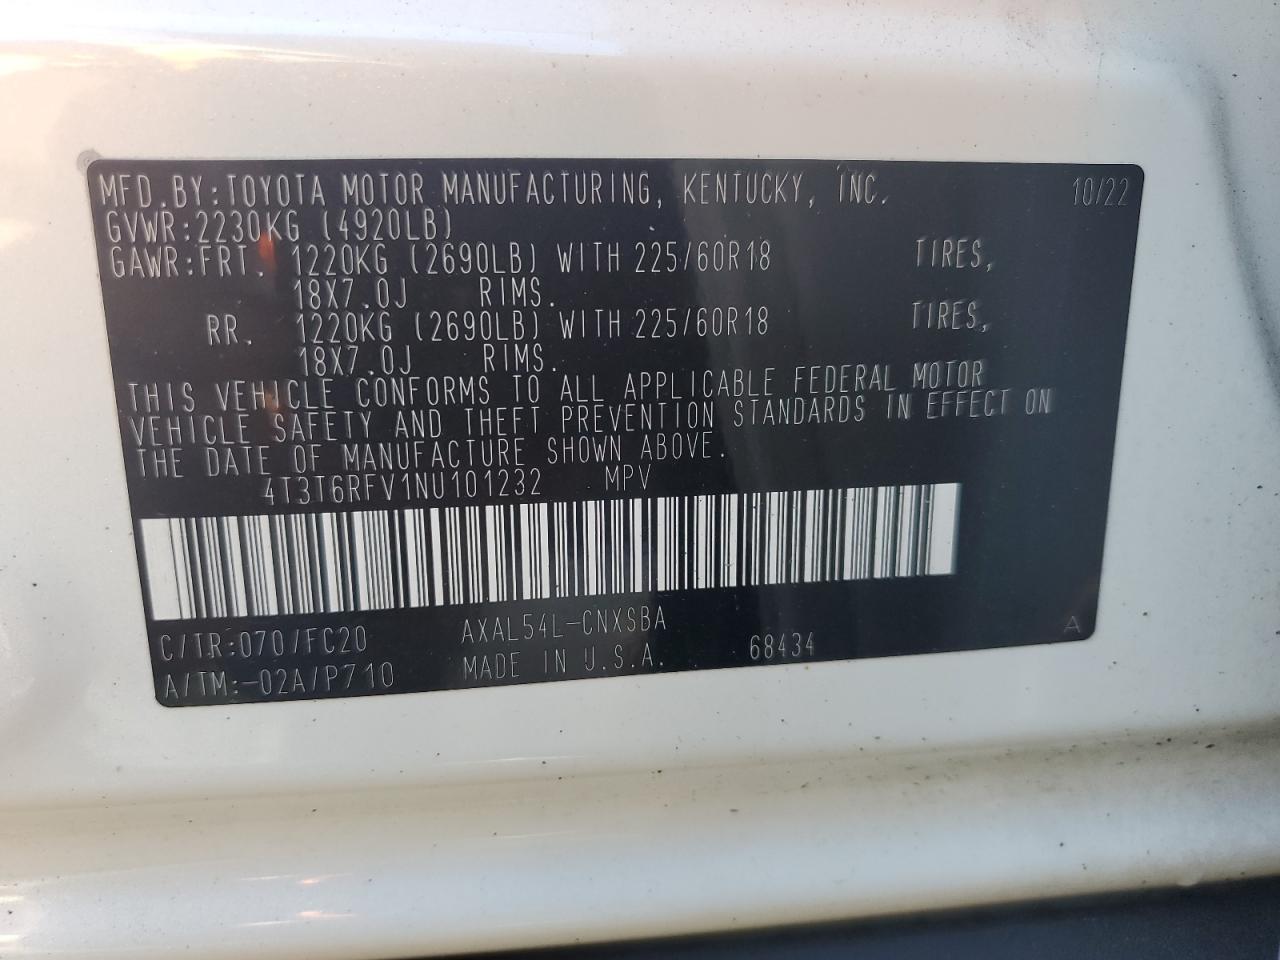 MFD.BY:TOYOTA MOTOR MANUFACTURING, KENTUCKY, INC. 10/22
GVWR:2230KG (4920LB)
GAWR:FRT. 1220KG (2690LB) WITH 225/60R18 TIRES,
18X7.0J RIMS.
RR. 1220KG (2690LB) WITH 225/60R18 TIRES,
18X7.0J RIMS.
THIS VEHICLE CONFORMS TO ALL APPLICABLE FEDERAL MOTOR
VEHICLE SAFETY AND THEFT PREVENTION STANDARDS IN EFFECT ON
THE DATE OF MANUFACTURE SHOWN ABOVE.
4T3T6RFV1NU101232 MPV
C/TR:070/FC20 AXAL54L-CNXSBA A
A/TM:-02A/P710 MADE IN U.S.A. 68434